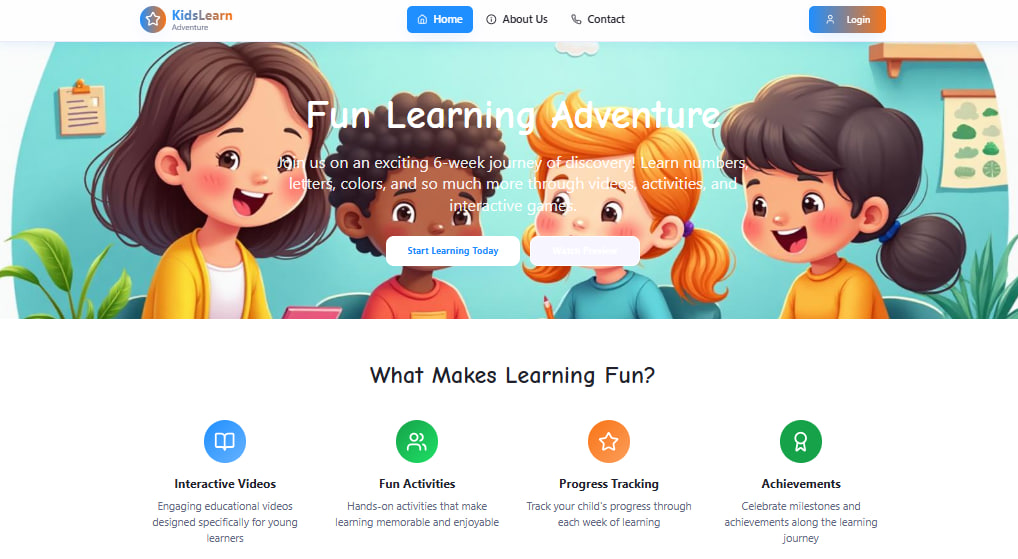 KidsLearn
Adventure
Home
About Us
Contact
Login
Fun Learning Adventure
Join us on an exciting 6-week journey of discovery! Learn numbers,
letters, colors, and so much more through videos, activities, and
interactive games.
Start Learning Today
Watch Preview
What Makes Learning Fun?
Interactive Videos
Fun Activities
Progress Tracking
Achievements
Engaging educational videos
designed specifically for young
learners
Hands-on activities that make
learning memorable and enjoyable
Track your child's progress through
each week of learning
Celebrate milestones and
achievements along the learning
journey